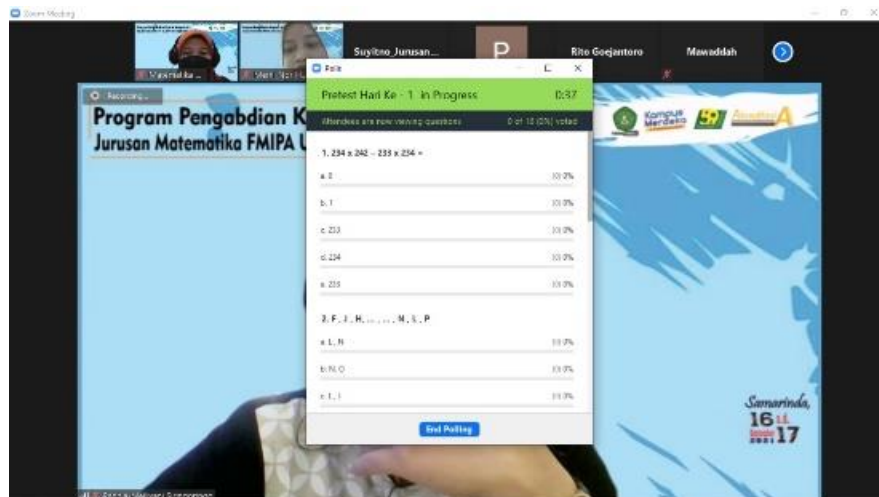 Zoom Meeting
Suyitno_Jurusan...
P
Rito Goejantoro
Mawaddah
Recording...
Program Pengabdian K
Jurusan Matematika FMIPA U
Kampus
Merdeka
Polls
Pretest Hari Ke - 1 in Progress
0:37
Attendees are now viewing questions
0 of 18 (0%) voted
1. 234 x 242 – 233 x 234 =
a. 0
(0) 0%
b. 1
(0) 0%
c. 233
(0) 0%
d. 234
(0) 0%
(0) 0%
2. F , J , H, ... , ... , N , L , P
a. L , N
(0) 0%
b. N, O
(0) 0%
(0) 0%
End Polling
Samarinda,
16
17